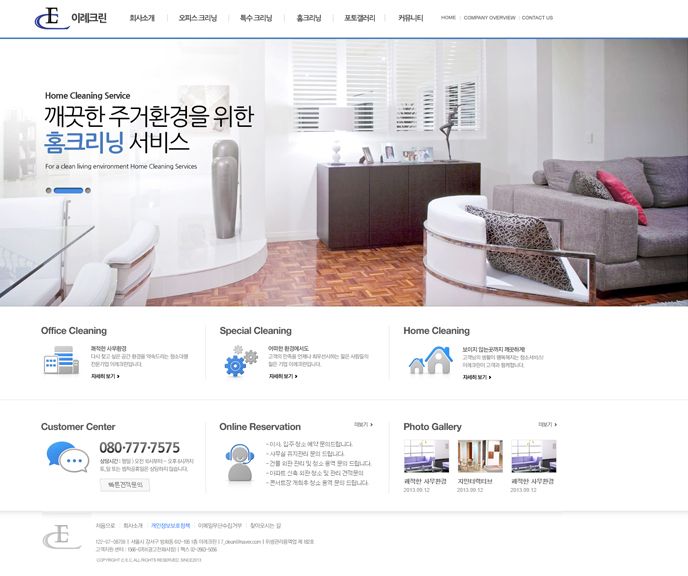 CE 이레크린
회사소개 오피스 크리닝 특수 크리닝 홈크리닝 포토갤러리 커뮤니티 HOME COMPANY OVERVIEW CONTACT US
Home Cleaning Service
깨끗한 주거환경을 위한
홈크리닝 서비스
For a clean living environment Home Cleaning Services
Office Cleaning
쾌적한 사무환경
다시 찾고 싶은 공간 환경을 약속드리는 청소대행
전문기업 이레크린입니다.
자세히 보기
Special Cleaning
어떠한 환경에서도
고객의 만족을 언제나 최우선시하는 젊은 사람들의
젊은 기업 이레크린입니다.
자세히 보기
Home Cleaning
보이지 않는곳까지 깨끗하게!
고객님의 생활이 행복해지는 청소서비스!
이레크린이 고객과 함께합니다.
자세히 보기
Customer Center
080·777·7575
상담시간 : 평일 / 오전 9시부터 ~ 오후 6시까지
토,일 또는 법적공휴일은 상담하지 않습니다.
빠른견적문의
Online Reservation 더보기
- 이사, 입주 청소 예약 문의드립니다.
- 사무실 유지관리 문의 드립니다.
- 건물 외관 관리 및 청소 용역 문의 드립니다.
- 아파트 신축 외관 청소 및 관리 견적문의
- 콘서트장 개최후 청소 용역 문의 드립니다.
Photo Gallery 더보기
쾌적한 사무환경 지인테렉티브 쾌적한 사무환경
2013.09.12 2013.09.12 2013.09.12
CE
처음으로 회사소개 개인정보보호정책 이메일무단수집거부 찾아오시는 길
COPYRIGHT © E.C ALL RIGHTS RESERVED. SINCE2013